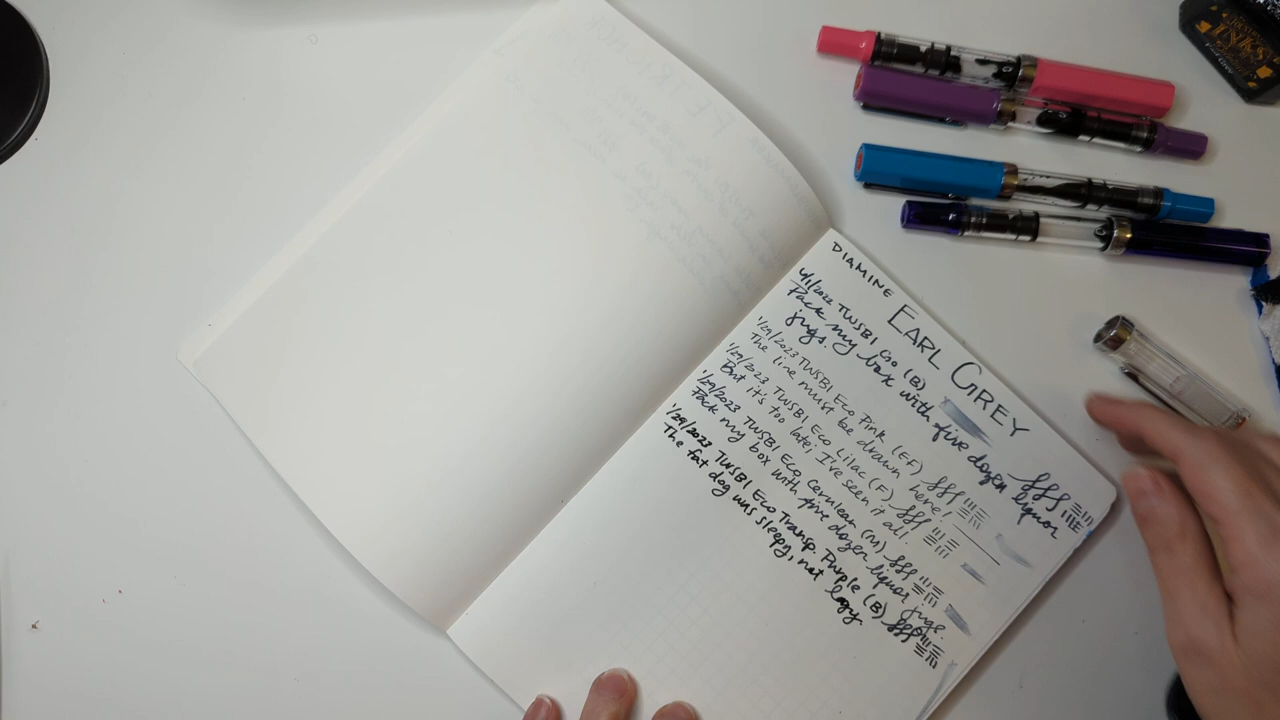 DIAMINE EARL GREY
1/1/2022 TWSBI GO (B)
Pack my box with five dozen liquor
jugs.
1/29/2023 TWSBI Eco Pink (EF)
The line must be drawn here!
1/29/2023 TWSBI Eco Lilac (F)
But it's too late; I've seen it all.
1/29/2023 TWSBI Eco Cerulean (M)
Pack my box with five dozen liquor jugs.
1/29/2023 TWSBI Eco Transp. Purple (B)
The fat dog was sleepy, not lazy.
INKS